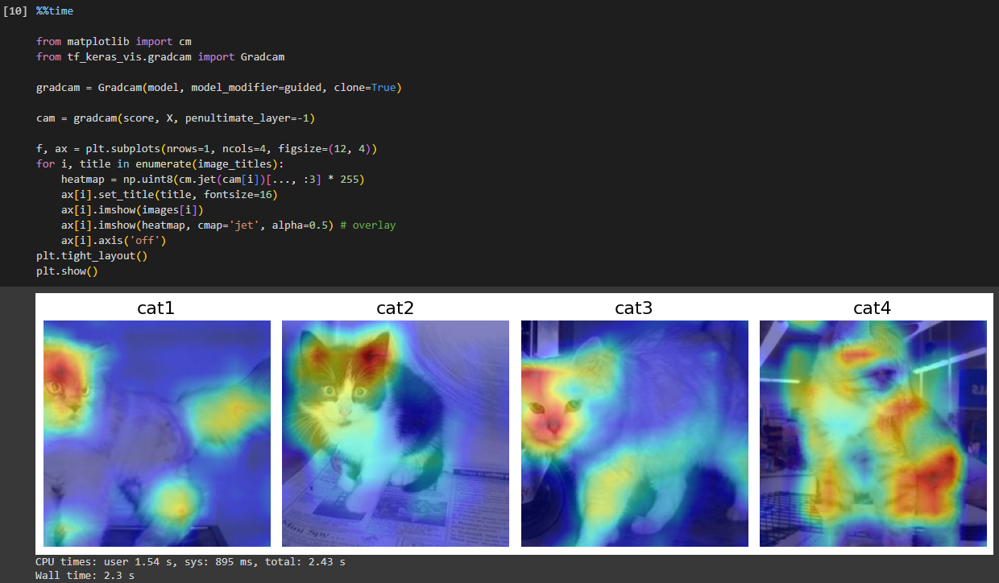 [10] %%time
from matplotlib import cm
from tf_keras_vis.gradcam import Gradcam
gradcam = Gradcam(model, model_modifier=guided, clone=True)
cam = gradcam(score, X, penultimate_layer=-1)
f, ax = plt.subplots(nrows=1, ncols=4, figsize=(12, 4))
for i, title in enumerate(image_titles):
    heatmap = np.uint8(cm.jet(cam[i])[..., :3] * 255)
    ax[i].set_title(title, fontsize=16)
    ax[i].imshow(images[i])
    ax[i].imshow(heatmap, cmap='jet', alpha=0.5) # overlay
    ax[i].axis('off')
plt.tight_layout()
plt.show()
cat1 cat2 cat3 cat4
Mini Spy
CPU times: user 1.54 s, sys: 895 ms, total: 2.43 s
Wall time: 2.3 s